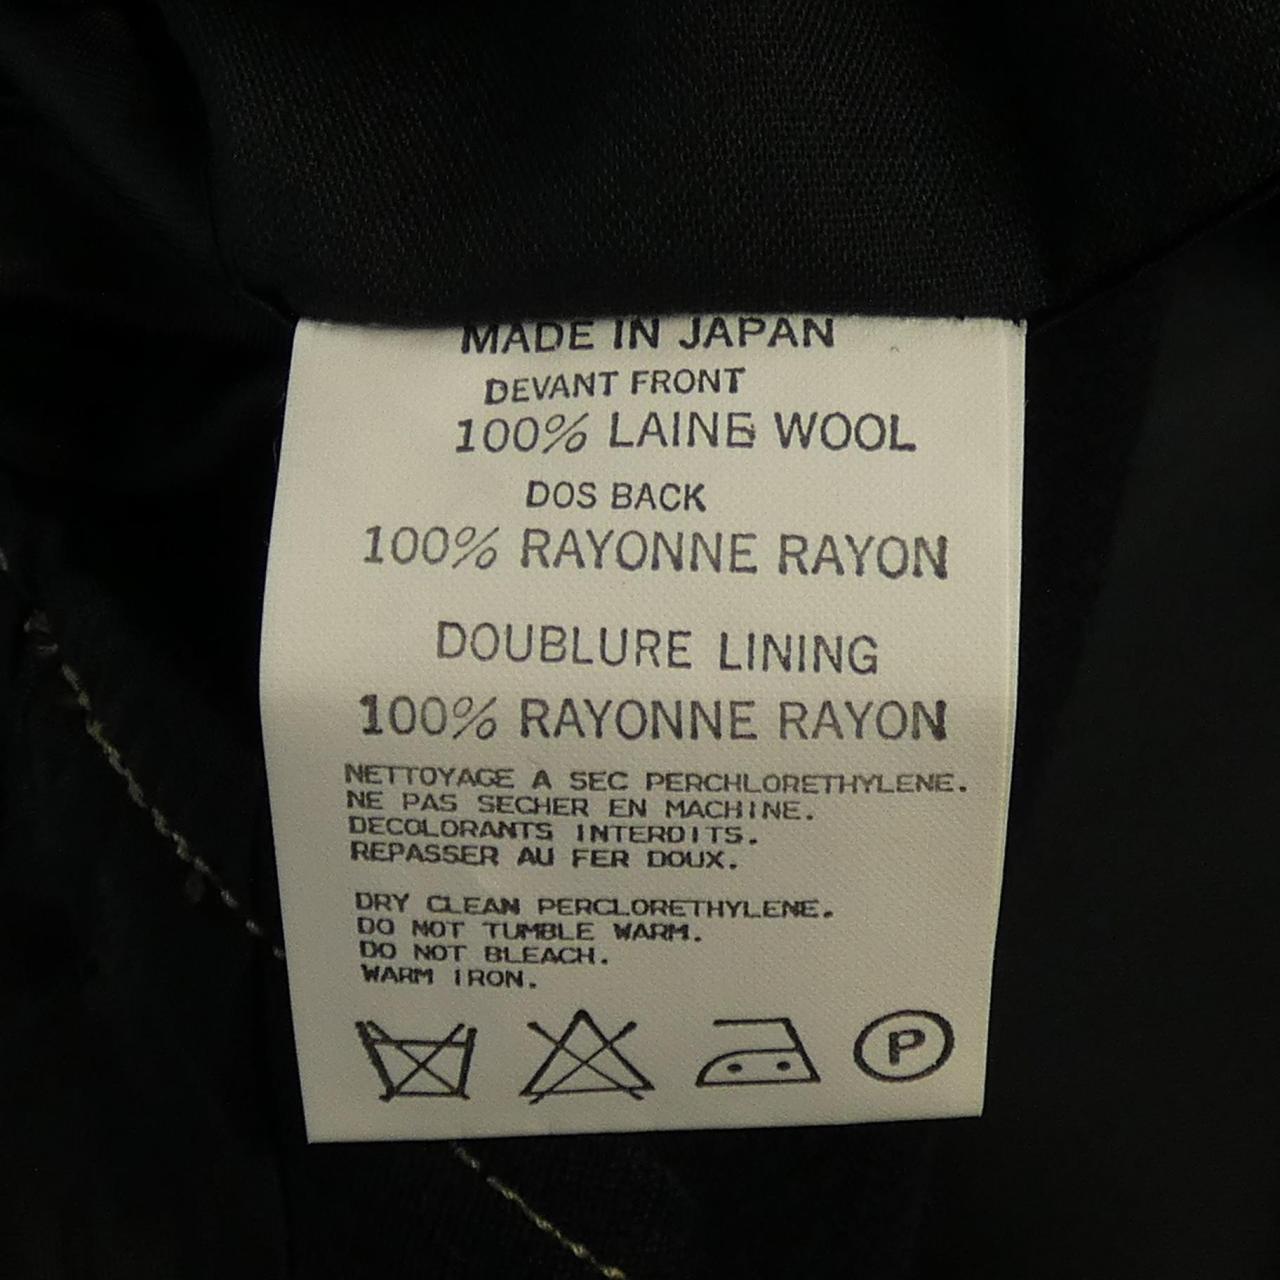 MADE IN JAPAN
DEVANT FRONT
100% LAINE WOOL
DOS BACK
100% RAYONNE RAYON
DOUBLURE LINING
100% RAYONNE RAYON
NETTOYAGE A SEC PERCHLORETHYLENE.
NE PAS SECHER EN MACHINE.
DECOLORANTS INTERDITS.
REPASSER AU FER DOUX.
DRY CLEAN PERCLORETHYLENE.
DO NOT TUMBLE WARM.
DO NOT BLEACH.
WARM IRON.
P